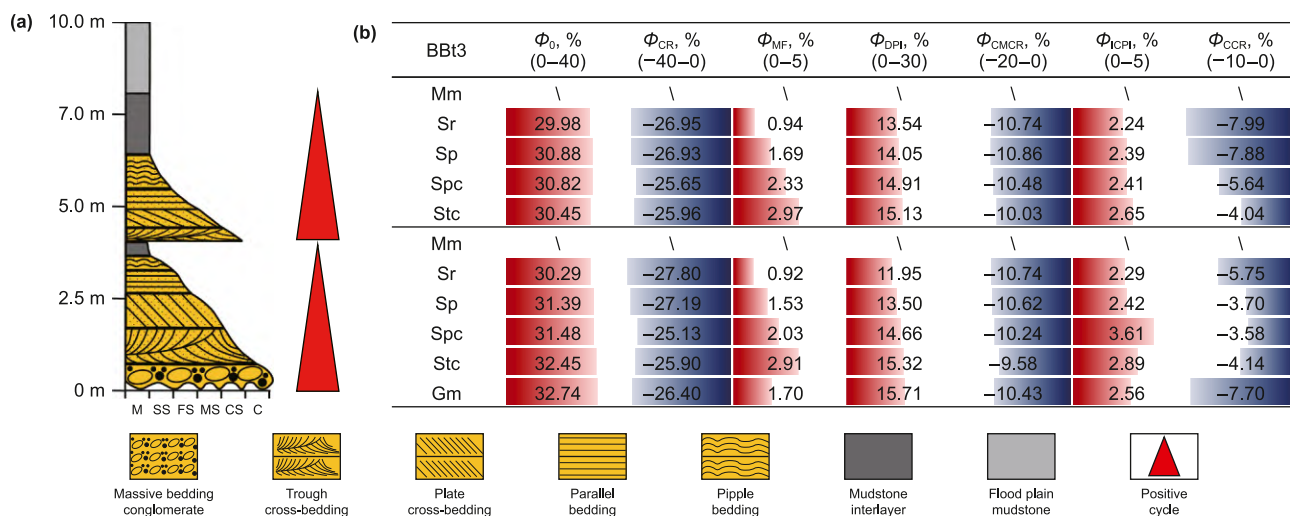 (a)
10.0 m
7.0 m
5.0 m
2.5 m
0 m
M SS FS MS CS C
(b)
BBt3 Φ0, % (0–40) ΦCR, % (−40–0) ΦMF, % (0–5) ΦDPI, % (0–30) ΦCMCR, % (−20–0) ΦICPI, % (0–5) ΦCCR, % (−10–0)
Mm \ \ \ \ \ \ \
Sr 29.98 −26.95 0.94 13.54 −10.74 2.24 −7.99
Sp 30.88 −26.93 1.69 14.05 −10.86 2.39 −7.88
Spc 30.82 −25.65 2.33 14.91 −10.48 2.41 −5.64
Stc 30.45 −25.96 2.97 15.13 −10.03 2.65 −4.04
Mm \ \ \ \ \ \ \
Sr 30.29 −27.80 0.92 11.95 −10.74 2.29 −5.75
Sp 31.39 −27.19 1.53 13.50 −10.62 2.42 −3.70
Spc 31.48 −25.13 2.03 14.66 −10.24 3.61 −3.58
Stc 32.45 −25.90 2.91 15.32 −9.58 2.89 −4.14
Gm 32.74 −26.40 1.70 15.71 −10.43 2.56 −7.70
Massive bedding
conglomerate
Trough
cross-bedding
Plate
cross-bedding
Parallel
bedding
Pipple
bedding
Mudstone
interlayer
Flood plain
mudstone
Positive
cycle